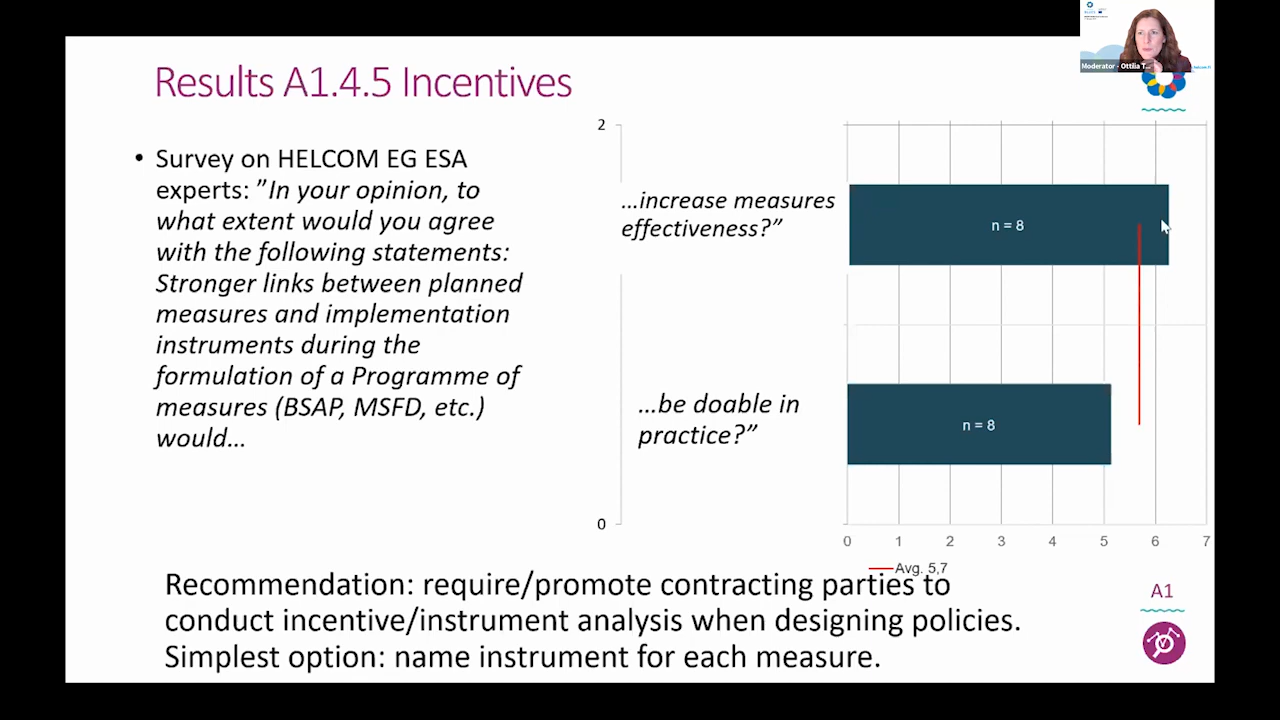 Results A1.4.5 Incentives
Moderator - Ottilia T...
• Survey on HELCOM EG ESA
experts: ”In your opinion, to
what extent would you agree
with the following statements:
Stronger links between planned
measures and implementation
instruments during the
formulation of a Programme of
measures (BSAP, MSFD, etc.)
would…
2
0
…increase measures
effectiveness?”
n = 8
…be doable in
practice?”
n = 8
0 1 2 3 4 5 6 7
Avg. 5,7
Recommendation: require/promote contracting parties to
conduct incentive/instrument analysis when designing policies.
Simplest option: name instrument for each measure.
A1